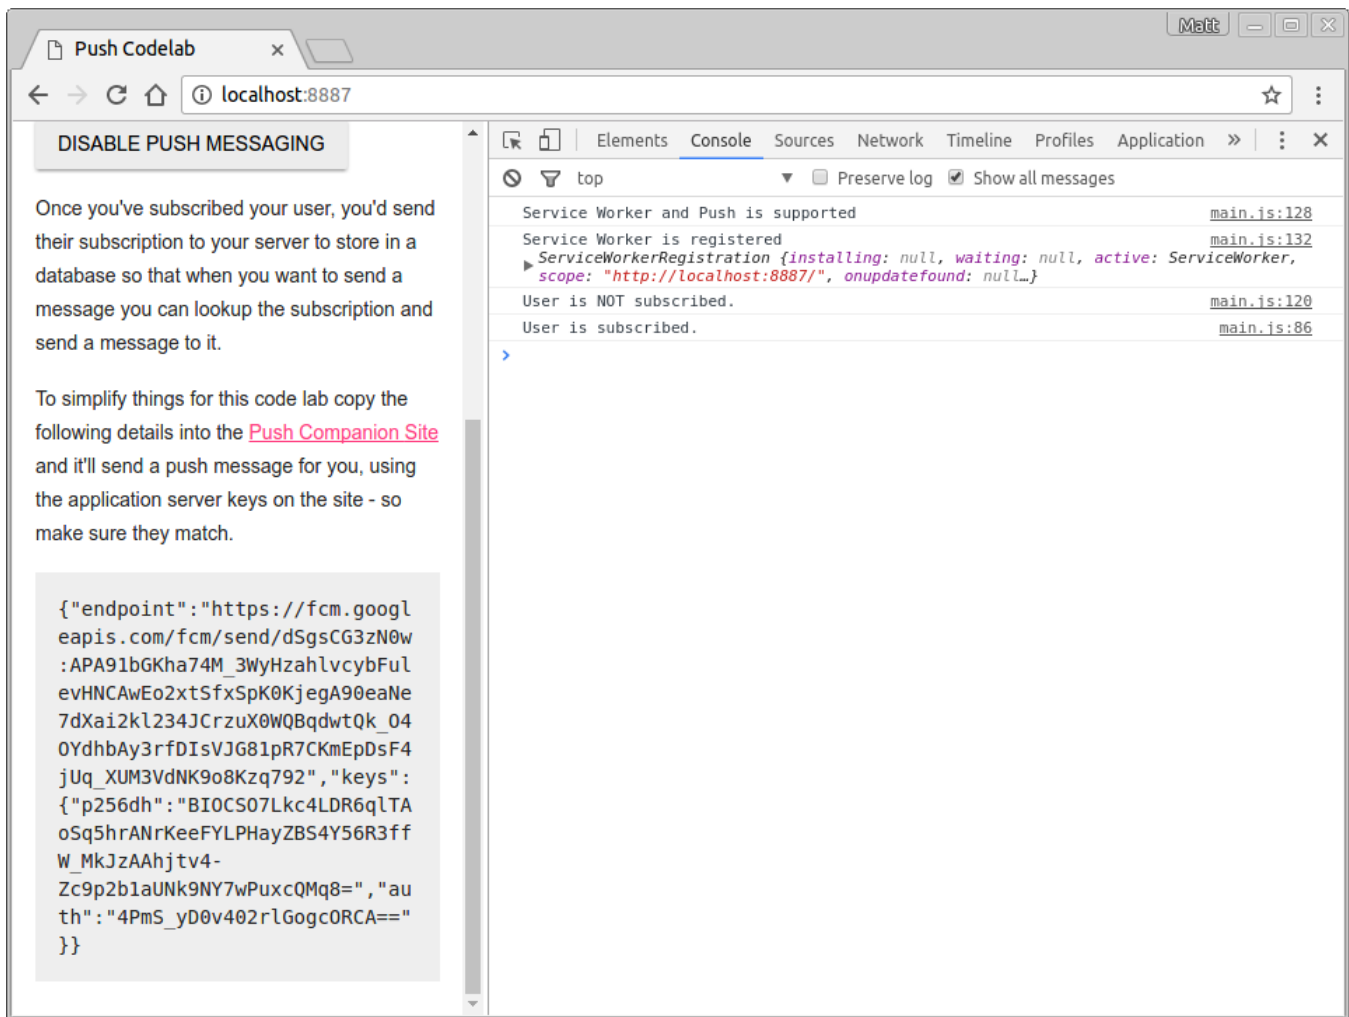 Matt
Push Codelab
localhost:8887
DISABLE PUSH MESSAGING
Once you've subscribed your user, you'd send
their subscription to your server to store in a
database so that when you want to send a
message you can lookup the subscription and
send a message to it.
To simplify things for this code lab copy the
following details into the Push Companion Site
and it'll send a push message for you, using
the application server keys on the site - so
make sure they match.
{"endpoint":"https://fcm.googl
eapis.com/fcm/send/dSgsCG3zN0w
:APA91bGKha74M_3WyHzahlvcybFul
evHNCAwEo2xtSfxSpK0KjegA90eaNe
7dXai2kl234JCrzuX0WQBqdwtQk_O4
OYdhbAy3rfDIsVJG81pR7CKmEpDsF4
jUq_XUM3VdNK9o8Kzq792","keys":
{"p256dh":"BIOCSO7Lkc4LDR6qlTA
oSq5hrANrKeeFYLPHayZBS4Y56R3ff
W_MkJzAAhjtv4-
Zc9p2b1aUNk9NY7wPuxcQMq8=","au
th":"4PmS_yD0v402rlGogcORCA=="
}}
Elements Console Sources Network Timeline Profiles Application »
top Preserve log Show all messages
Service Worker and Push is supported main.js:128
Service Worker is registered main.js:132
ServiceWorkerRegistration {installing: null, waiting: null, active: ServiceWorker,
scope: "http://localhost:8887/", onupdatefound: null…}
User is NOT subscribed. main.js:120
User is subscribed. main.js:86